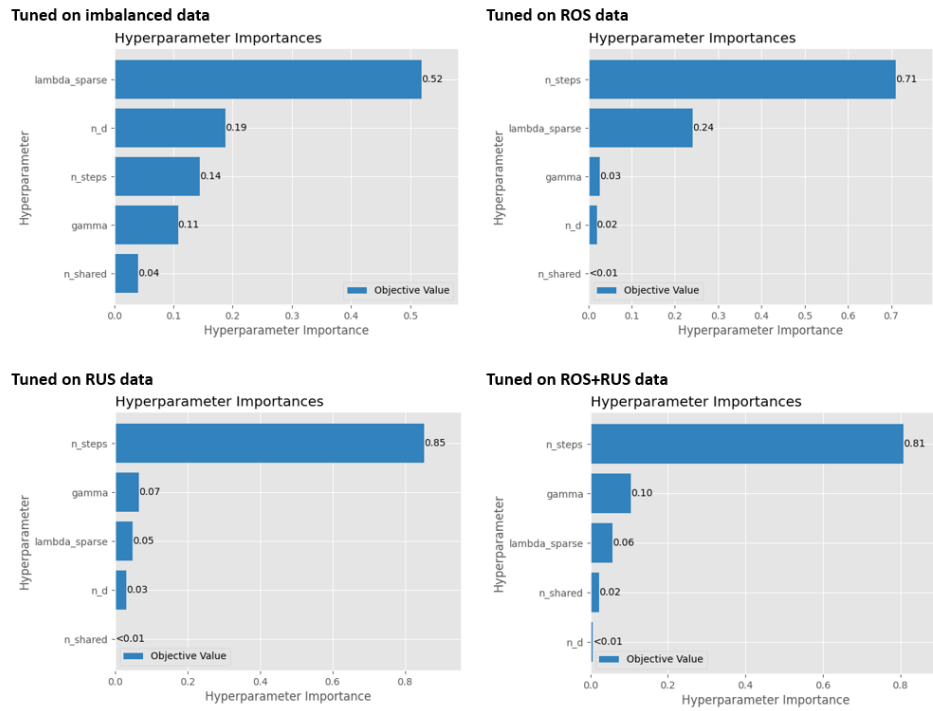 Tuned on imbalanced data
Hyperparameter Importances
Hyperparameter
lambda_sparse
0.52
n_d
0.19
n_steps
0.14
gamma
0.11
n_shared
0.04
Objective Value
0.0 0.1 0.2 0.3 0.4 0.5
Hyperparameter Importance
Tuned on ROS data
Hyperparameter Importances
Hyperparameter
n_steps
0.71
lambda_sparse
0.24
gamma
0.03
n_d
0.02
n_shared
<0.01
Objective Value
0.0 0.1 0.2 0.3 0.4 0.5 0.6 0.7
Hyperparameter Importance
Tuned on RUS data
Hyperparameter Importances
Hyperparameter
n_steps
0.85
gamma
0.07
lambda_sparse
0.05
n_d
0.03
n_shared
<0.01
Objective Value
0.0 0.2 0.4 0.6 0.8
Hyperparameter Importance
Tuned on ROS+RUS data
Hyperparameter Importances
Hyperparameter
n_steps
0.81
gamma
0.10
lambda_sparse
0.06
n_shared
0.02
n_d
<0.01
Objective Value
0.0 0.2 0.4 0.6 0.8
Hyperparameter Importance